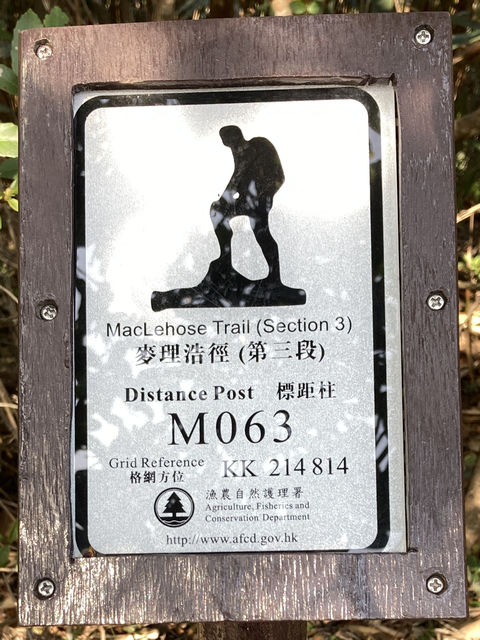 MacLehose Trail (Section 3)
麥理浩徑 (第三段)
Distance Post 標距柱
M063
Grid Reference KK 214 814
格網方位
漁農自然護理署
Agriculture, Fisheries and
Conservation Department
http://www.afcd.gov.hk